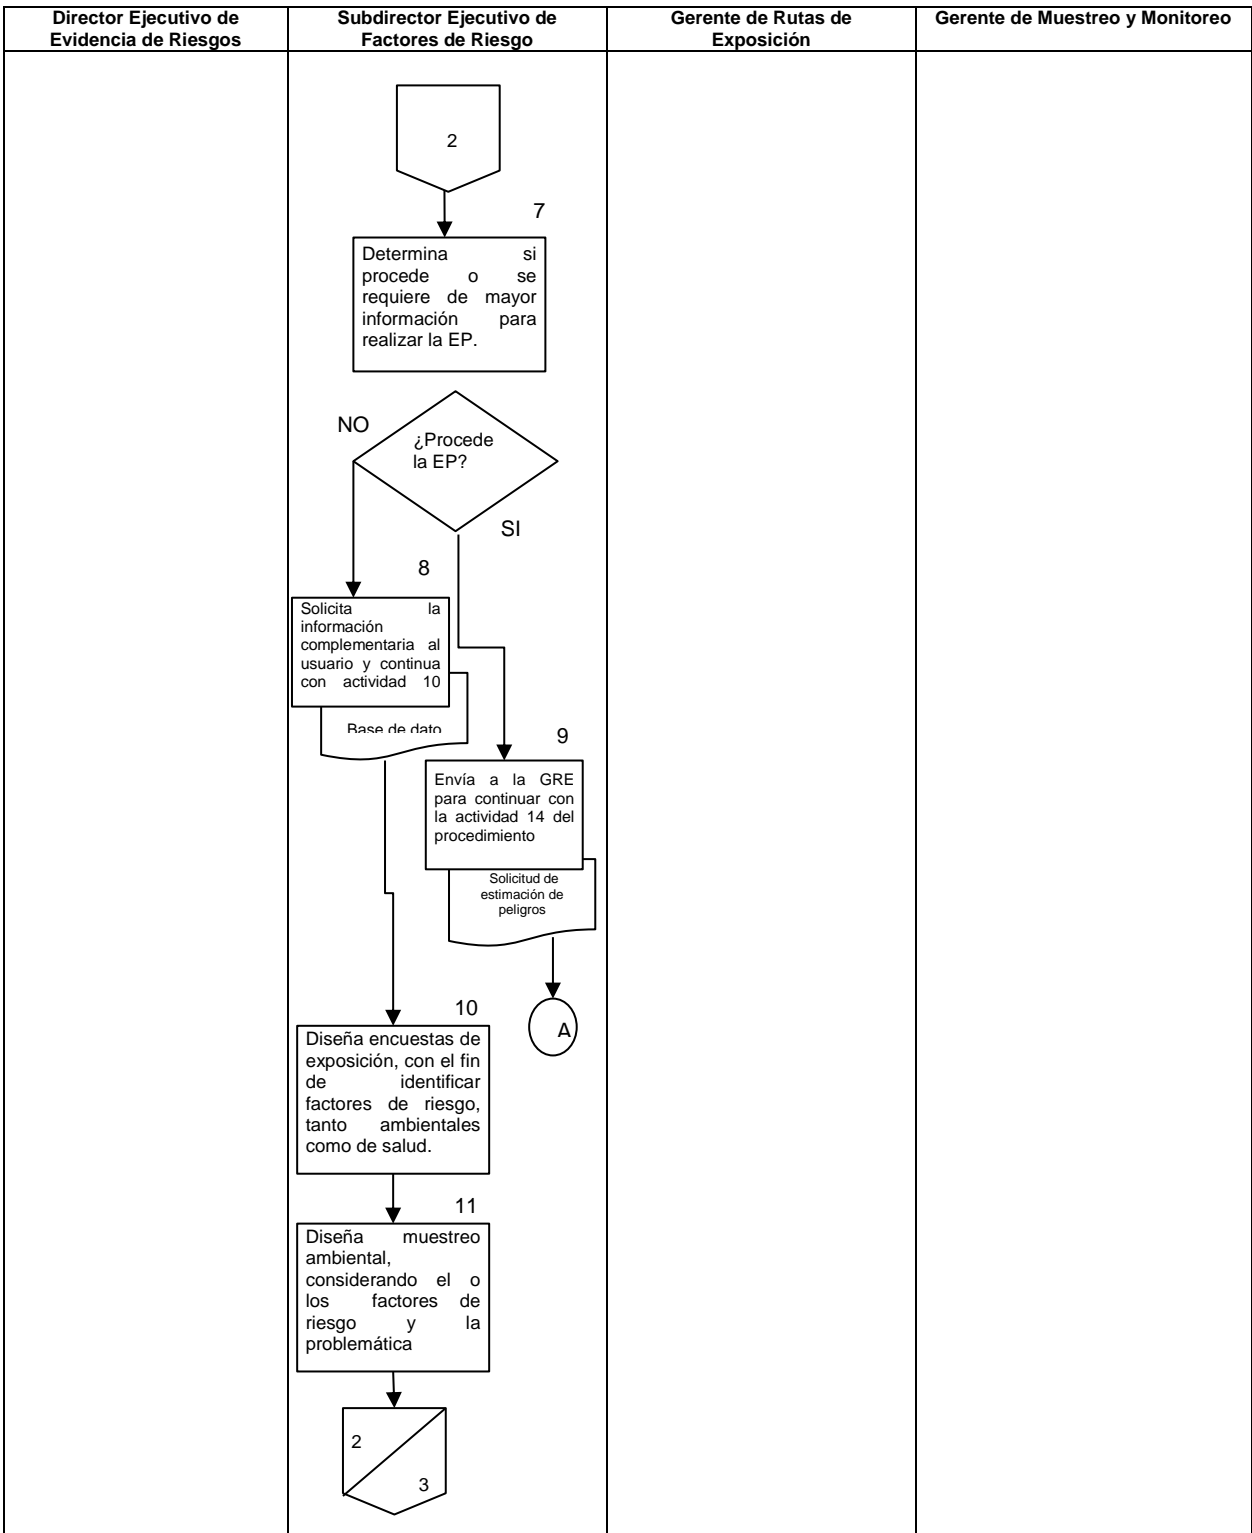 Director Ejecutivo de
Evidencia de Riesgos
Subdirector Ejecutivo de
Factores de Riesgo
Gerente de Rutas de
Exposición
Gerente de Muestreo y Monitoreo
2
7
Determina si
procede o se
requiere de mayor
información para
realizar la EP.
NO
¿Procede
la EP?
SI
8
Solicita la
información
complementaria al
usuario y continua
con actividad 10
Base de dato
9
Envía a la GRE
para continuar con
la actividad 14 del
procedimiento
Solicitud de
estimación de
peligros
A
10
Diseña encuestas de
exposición, con el fin
de identificar
factores de riesgo,
tanto ambientales
como de salud.
11
Diseña muestreo
ambiental,
considerando el o
los factores de
riesgo y la
problemática
2
3